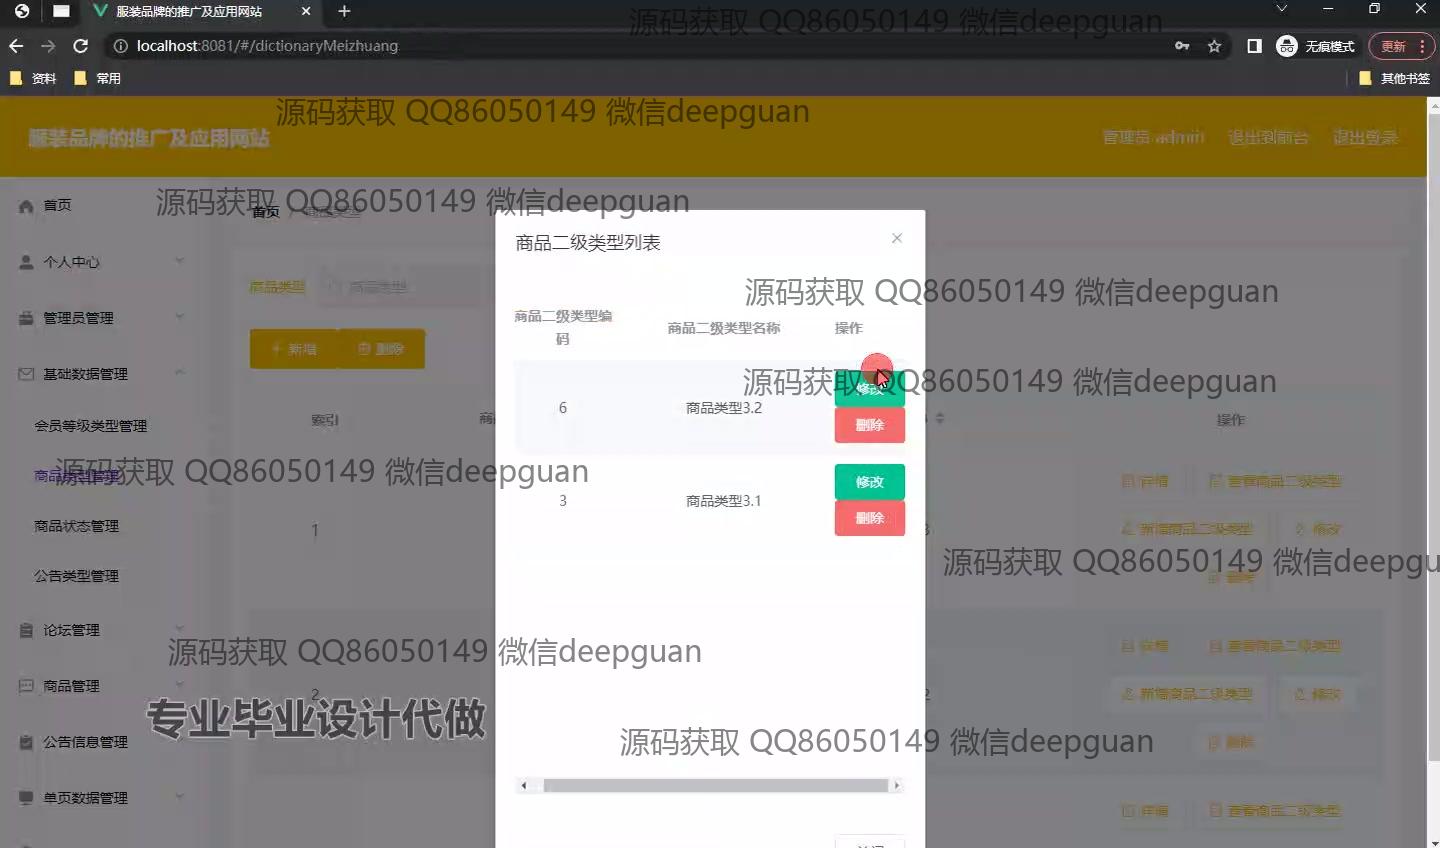 服装品牌的推广及应用网站
源码获取 QQ86050149 微信deepguan
localhost:8081/#/dictionaryMeizhuang
无痕模式
更新
资料
常用
其他书签
源码获取 QQ86050149 微信deepguan
服装品牌的推广及应用网站
管理员 admin
退出到前台
退出登录
首页
源码获取 QQ86050149 微信deepguan
首页
商品类型
商品二级类型列表
个人中心
商品类型
商品类型
源码获取 QQ86050149 微信deepguan
管理员管理
商品二级类型编码
商品二级类型名称
操作
新增
删除
基础数据管理
源码获取 QQ86050149 微信deepguan
修改
6
商品类型3.2
删除
会员等级类型管理
索引
操作
商品类型管理
源码获取 QQ86050149 微信deepguan
修改
3
商品类型3.1
删除
详情
查看商品二级类型
商品状态管理
1
新增商品二级类型
修改
公告类型管理
源码获取 QQ86050149 微信deepgu
删除
论坛管理
源码获取 QQ86050149 微信deepguan
详情
查看商品二级类型
商品管理
2
新增商品二级类型
修改
专业毕业设计代做
公告信息管理
源码获取 QQ86050149 微信deepguan
删除
单页数据管理
详情
查看商品二级类型